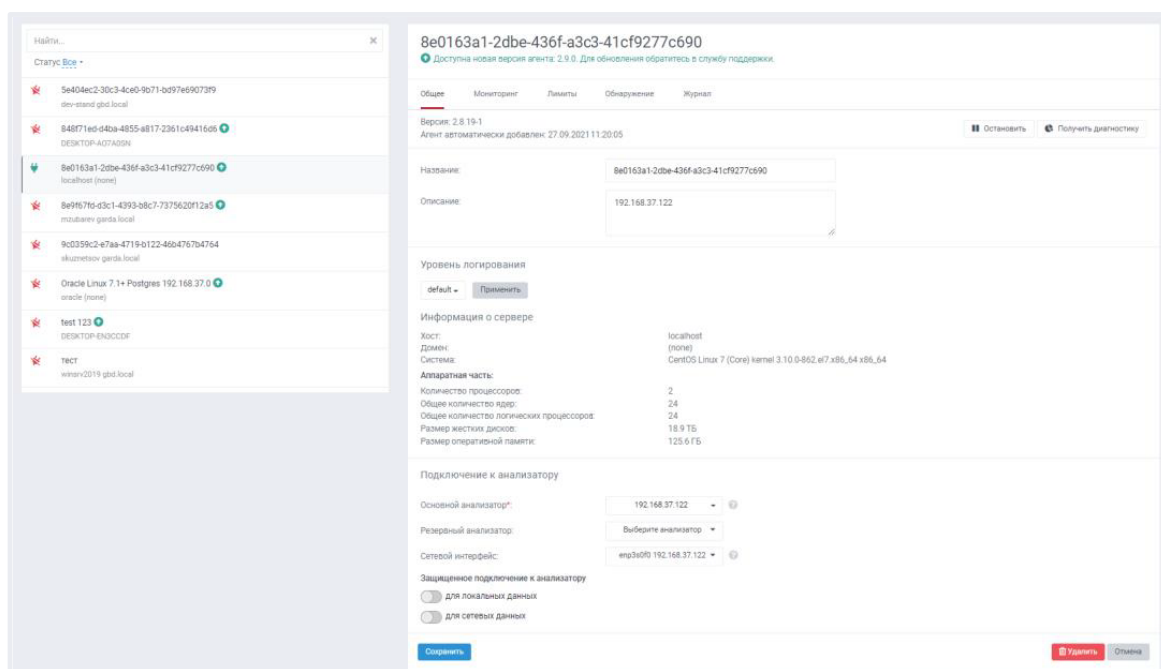 Найти...
Статус Все
5e404ec2-30c3-4ce0-9b71-bd97e69073f9
dev-stand.gbd.local
848f71ed-d4ba-4855-a817-2361c49416d6
DESKTOP-AO7A0SN
8e0163a1-2dbe-436f-a3c3-41cf9277c690
localhost (none)
8e9f67fd-d3c1-4393-b8c7-7375620f12a5
mzubarev garda.local
9c0359c2-e7aa-4719-b122-46b4767b4764
skuznetsov garda.local
Oracle Linux 7.1+ Postgres 192.168.37.0
oracle (none)
test 123
DESKTOP-EN3CCDF
тест
winsrv2019 gbd.local
8e0163a1-2dbe-436f-a3c3-41cf9277c690
Доступна новая версия агента: 2.9.0. Для обновления обратитесь в службу поддержки.
Общее Мониторинг Лимиты Обнаружение Журнал
Версия: 2.8.19-1
Агент автоматически добавлен: 27.09.2021 11:20:05
Остановить Получить диагностику
Название: 8e0163a1-2dbe-436f-a3c3-41cf9277c690
Описание: 192.168.37.122
Уровень логирования
default Применить
Информация о сервере
Хост: localhost
Домен: (none)
Система: CentOS Linux 7 (Core) kernel 3.10.0-862.el7.x86_64 x86_64
Аппаратная часть:
Количество процессоров: 2
Общее количество ядер: 24
Общее количество логических процессоров: 24
Размер жестких дисков: 18.9 ТБ
Размер оперативной памяти: 125.6 ГБ
Подключение к анализатору
Основной анализатор*: 192.168.37.122
Резервный анализатор: Выберите анализатор
Сетевой интерфейс: enp3s0f0 192.168.37.122
Защищенное подключение к анализатору
для локальных данных
для сетевых данных
Сохранить Удалить Отмена